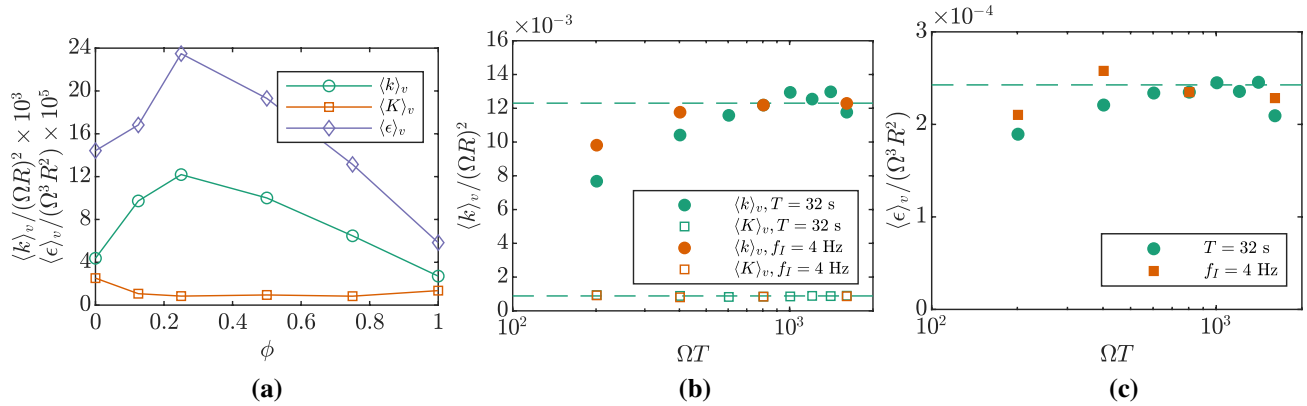 ⟨k⟩ᵥ/(ΩR)² × 10³
⟨ϵ⟩ᵥ/(Ω³R²) × 10⁵
24
20
16
12
8
4
0
0 0.2 0.4 0.6 0.8 1
ϕ
⟨k⟩ᵥ
⟨K⟩ᵥ
⟨ϵ⟩ᵥ
(a)
×10⁻³
⟨k⟩ᵥ/(ΩR)²
16
14
12
10
8
6
4
2
0
10² 10³
ΩT
⟨k⟩ᵥ, T = 32 s
⟨K⟩ᵥ, T = 32 s
⟨k⟩ᵥ, f_I = 4 Hz
⟨K⟩ᵥ, f_I = 4 Hz
(b)
×10⁻⁴
⟨ϵ⟩ᵥ/(Ω³R²)
3
2
1
0
10² 10³
ΩT
T = 32 s
f_I = 4 Hz
(c)